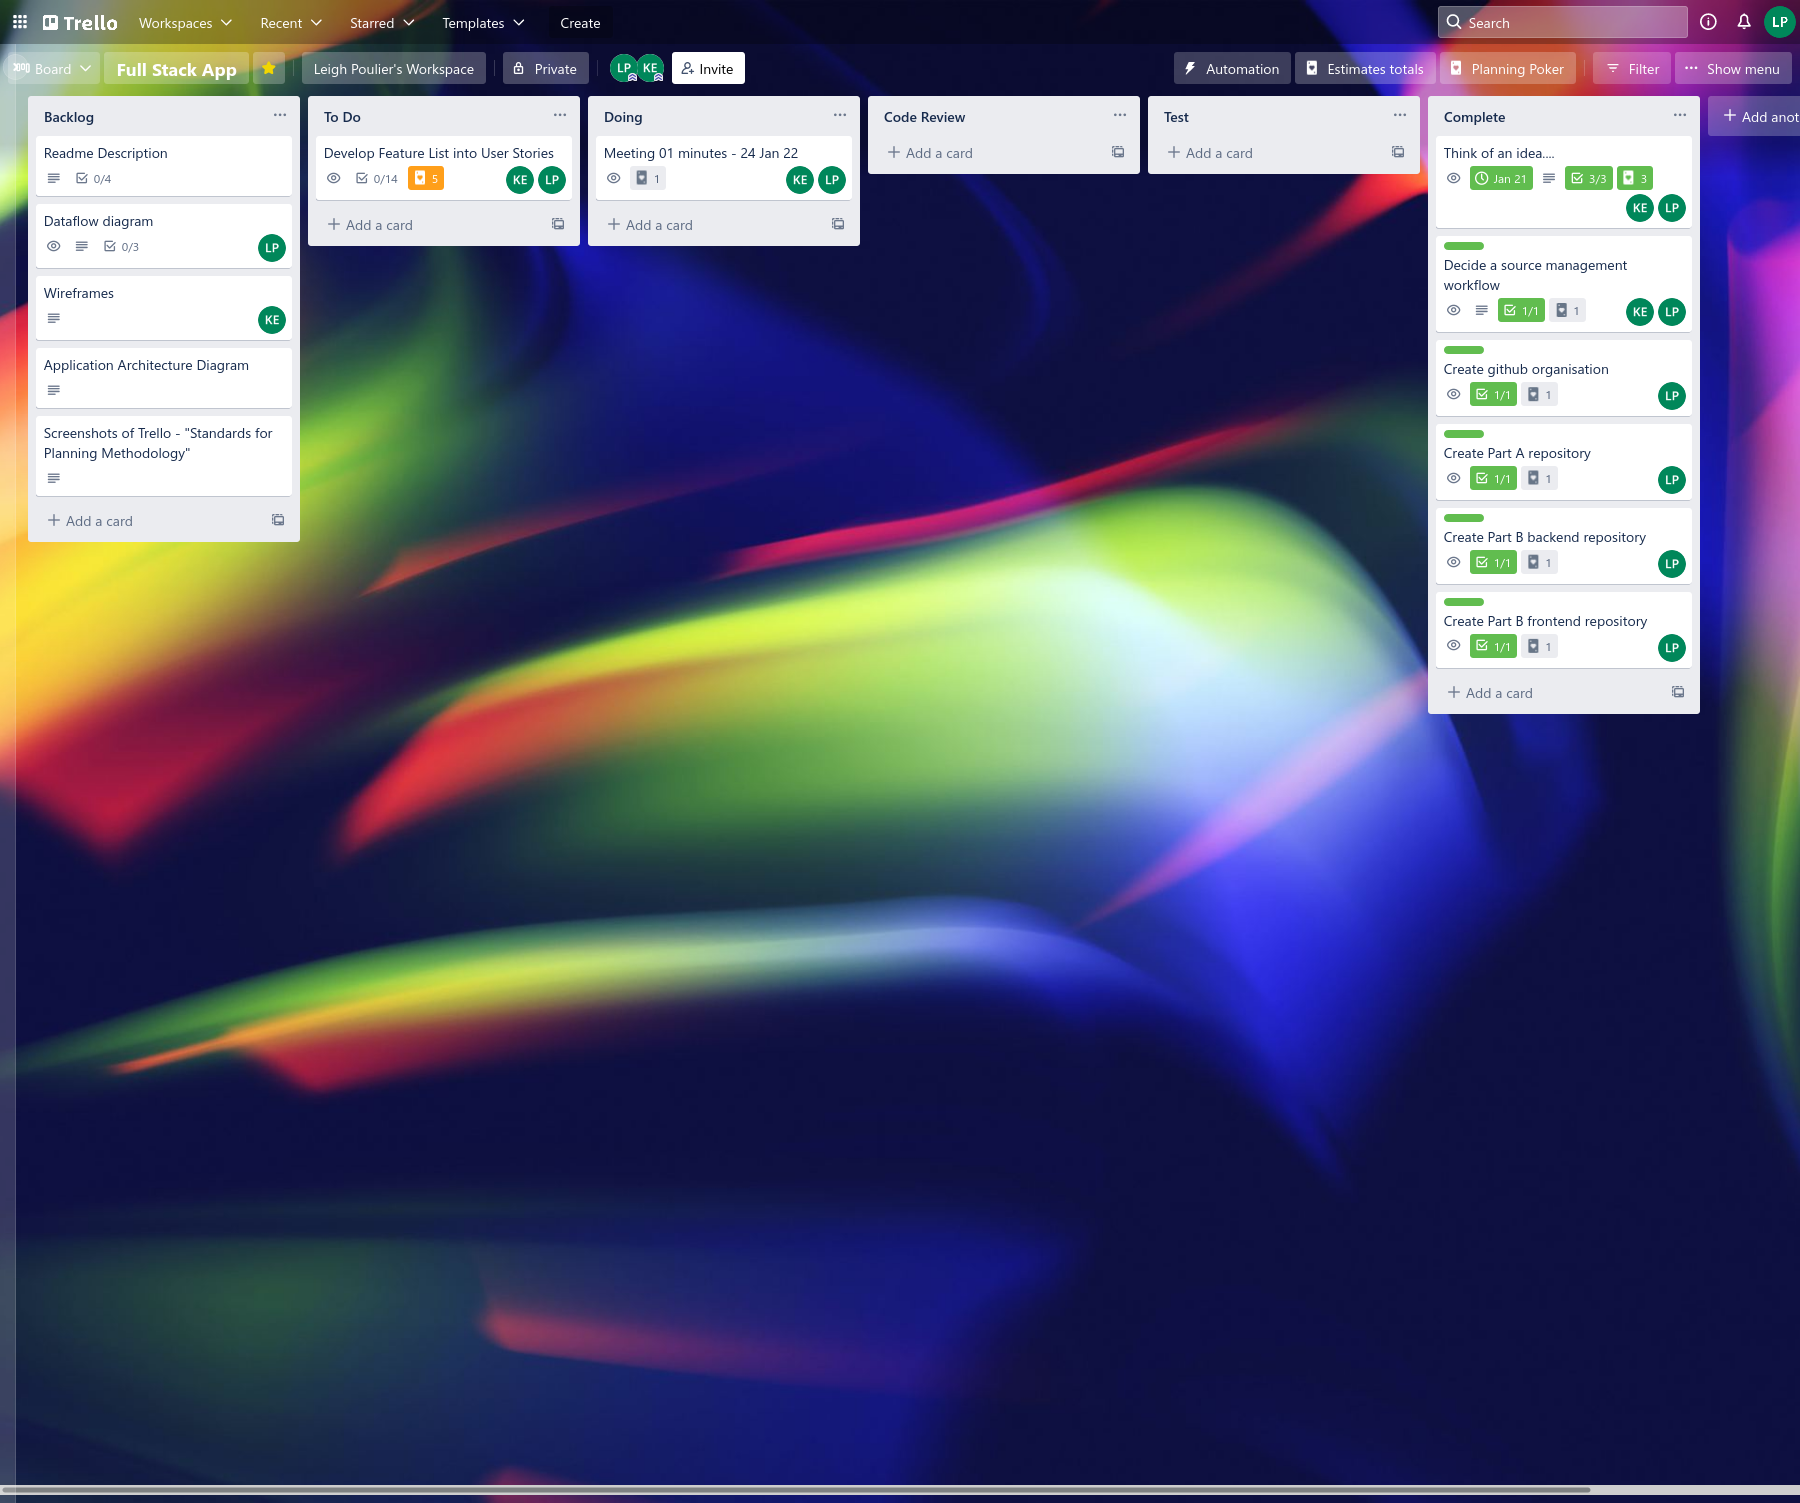 Trello
Workspaces
Recent
Starred
Templates
Create
Search
LP
Board
Full Stack App
Leigh Poulier's Workspace
Private
LP
KE
Invite
Automation
Estimates totals
Planning Poker
Filter
Show menu
Backlog
Readme Description
0/4
Dataflow diagram
0/3
LP
Wireframes
KE
Application Architecture Diagram
Screenshots of Trello - "Standards for
Planning Methodology"
Add a card
To Do
Develop Feature List into User Stories
0/14
5
KE
LP
Add a card
Doing
Meeting 01 minutes - 24 Jan 22
1
KE
LP
Add a card
Code Review
Add a card
Test
Add a card
Complete
Think of an idea....
Jan 21
3/3
3
KE
LP
Decide a source management
workflow
1/1
1
KE
LP
Create github organisation
1/1
1
LP
Create Part A repository
1/1
1
LP
Create Part B backend repository
1/1
1
LP
Create Part B frontend repository
1/1
1
LP
Add a card
Add anot